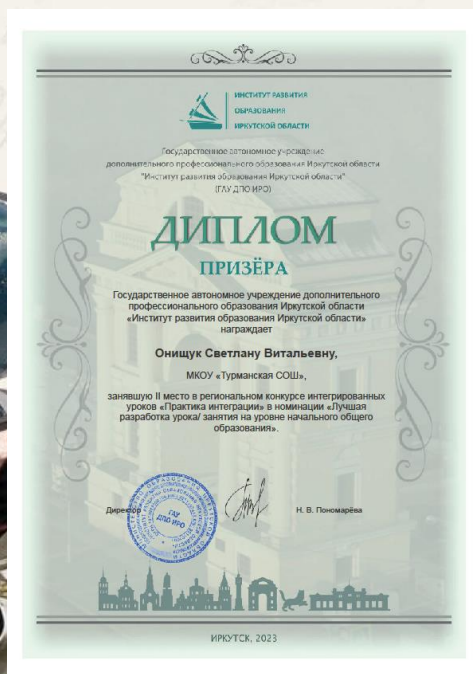 ИНСТИТУТ РАЗВИТИЯ
ОБРАЗОВАНИЯ
ИРКУТСКОЙ ОБЛАСТИ
Государственное автономное учреждение
дополнительного профессионального образования Иркутской области
"Институт развития образования Иркутской области"
(ГАУ ДПО ИРО)
ДИПЛОМ
ПРИЗЁРА
Государственное автономное учреждение дополнительного
профессионального образования Иркутской области
«Институт развития образования Иркутской области»
награждает
Онищук Светлану Витальевну,
МКОУ «Турманская СОШ»,
занявшую II место в региональном конкурсе интегрированных
уроков «Практика интеграции» в номинации «Лучшая
разработка урока/ занятия на уровне начального общего
образования».
Директор
Н. В. Пономарёва
ГАУ
ДПО ИРО
ИРКУТСК, 2023